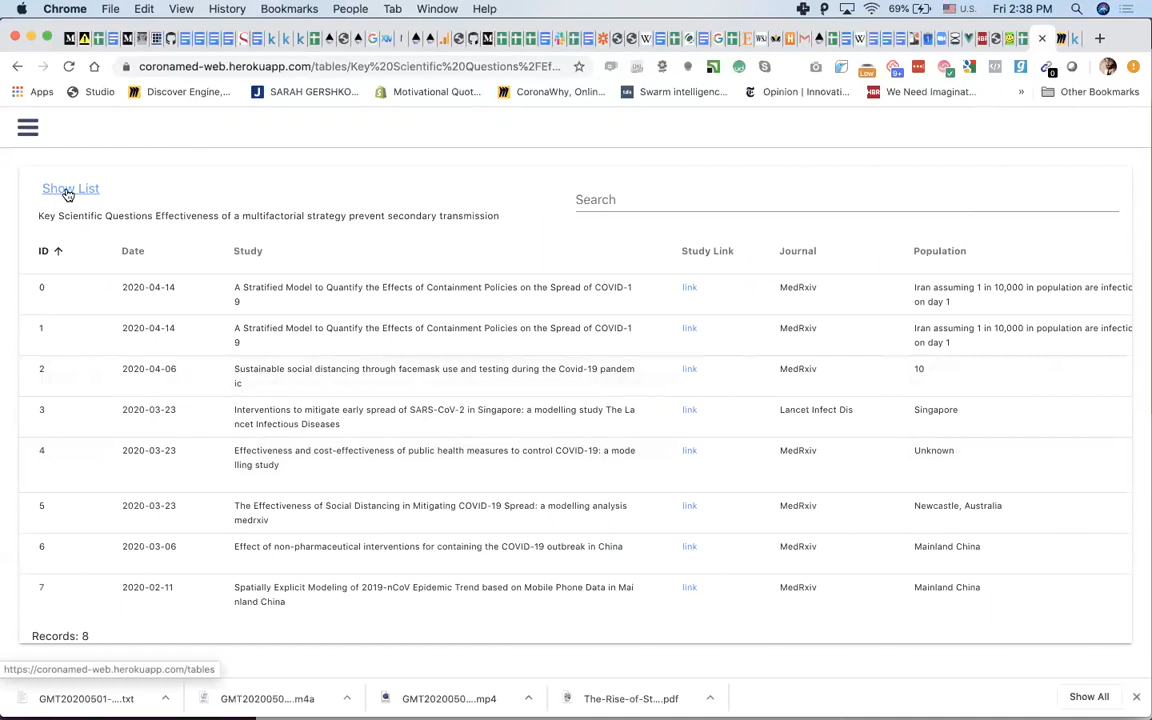 Chrome File Edit View History Bookmarks People Tab Window Help 69% U.S. Fri 2:38 PM
coronamed-web.herokuapp.com/tables/Key%20Scientific%20Questions%2FEf...
Apps Studio Discover Engine,... SARAH GERSHKO... Motivational Quot... CoronaWhy, Onlin... Swarm intelligenc... Opinion | Innovati... We Need Imaginat... » Other Bookmarks
Show List
Search
Key Scientific Questions Effectiveness of a multifactorial strategy prevent secondary transmission
ID Date Study Study Link Journal Population
0 2020-04-14 A Stratified Model to Quantify the Effects of Containment Policies on the Spread of COVID-1 link MedRxiv Iran assuming 1 in 10,000 in population are infectio
9 on day 1
1 2020-04-14 A Stratified Model to Quantify the Effects of Containment Policies on the Spread of COVID-1 link MedRxiv Iran assuming 1 in 10,000 in population are infectio
9 on day 1
2 2020-04-06 Sustainable social distancing through facemask use and testing during the Covid-19 pandem link MedRxiv 10
ic
3 2020-03-23 Interventions to mitigate early spread of SARS-CoV-2 in Singapore: a modelling study The La link Lancet Infect Dis Singapore
ncet Infectious Diseases
4 2020-03-23 Effectiveness and cost-effectiveness of public health measures to control COVID-19: a mode link MedRxiv Unknown
lling study
5 2020-03-23 The Effectiveness of Social Distancing in Mitigating COVID-19 Spread: a modelling analysis link MedRxiv Newcastle, Australia
medrxiv
6 2020-03-06 Effect of non-pharmaceutical interventions for containing the COVID-19 outbreak in China link MedRxiv Mainland China
7 2020-02-11 Spatially Explicit Modeling of 2019-nCoV Epidemic Trend based on Mobile Phone Data in Mai link MedRxiv Mainland China
nland China
Records: 8
https://coronamed-web.herokuapp.com/tables
GMT20200501-....txt GMT2020050....m4a GMT2020050....mp4 The-Rise-of-St....pdf Show All